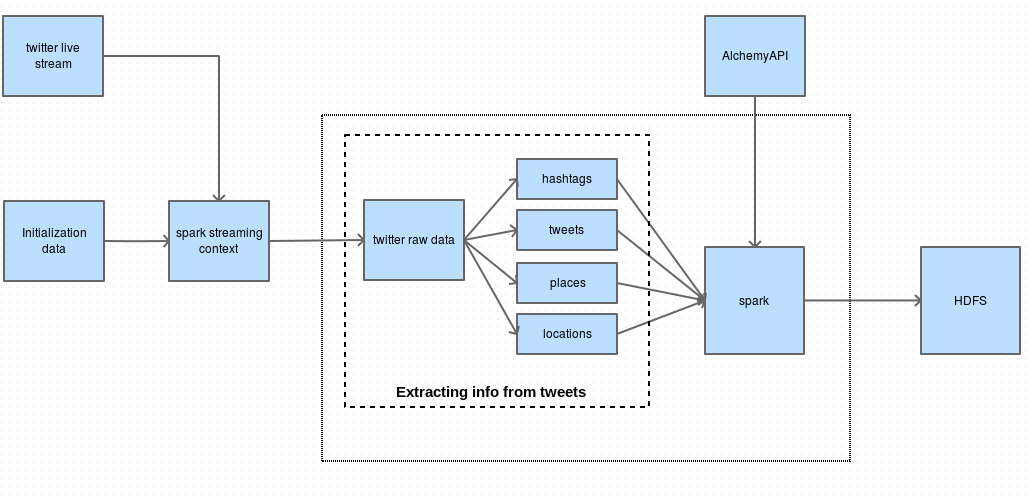 twitter live
stream
AlchemyAPI
Initialization
data
spark streaming
context
twitter raw data
hashtags
tweets
places
locations
spark
HDFS
Extracting info from tweets